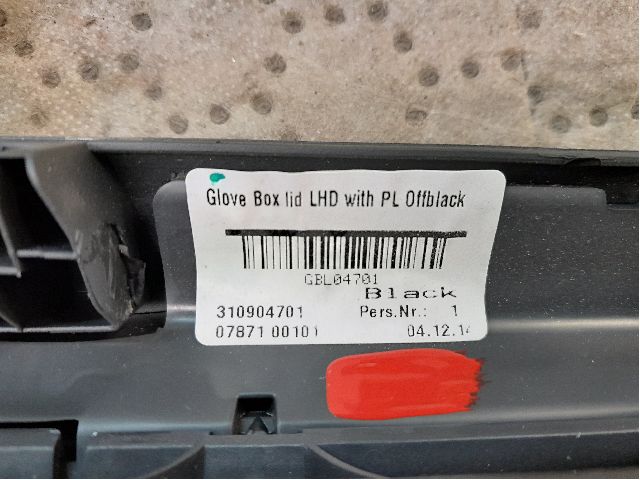 Glove Box lid LHD with PL Offblack
GBL04701
Black
310904701 Pers.Nr.: 1
07871 00101 04.12.14